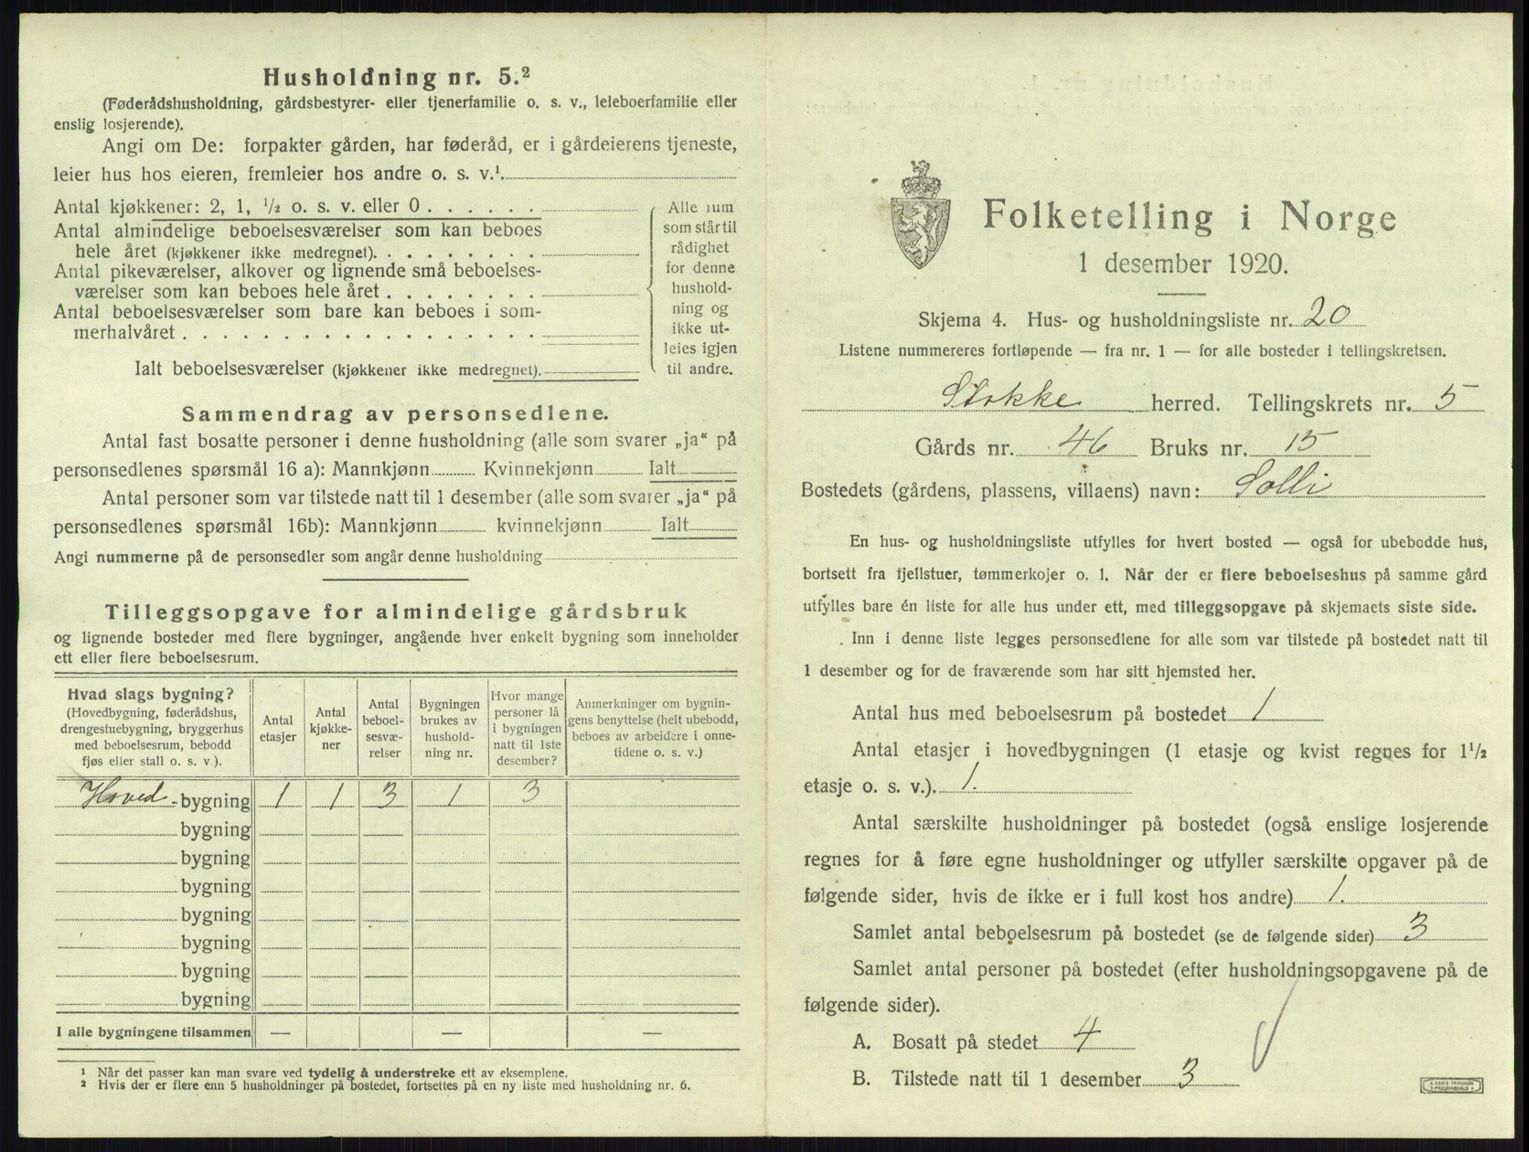 Husholdning nr. 5.²
(Føderådshusholdning, gårdsbestyrer- eller tjenerfamilie o. s. v., leieboerfamilie eller
enslig losjerende).
Angi om De: forpakter gården, har føderåd, er i gårdeierens tjeneste,
leier hus hos eieren, fremleier hos andre o. s. v.¹
Antal kjøkkener: 2, 1, ½ o. s. v. eller 0
Antal almindelige beboelsesværelser som kan beboes
hele året (kjøkkener ikke medregnet).
Antal pikeværelser, alkover og lignende små beboelses-
værelser som kan beboes hele året
Antal beboelsesværelser som bare kan beboes i som-
merhalvåret
Ialt beboelsesværelser (kjøkkener ikke medregnet).
Alle rum
som står til
rådighet
for denne
hushold-
ning og
ikke ut-
leies igjen
til andre.
Sammendrag av personsedlene.
Antal fast bosatte personer i denne husholdning (alle som svarer „ja“ på
personsedlenes spørsmål 16 a): Mannkjønn Kvinnekjønn Ialt
Antal personer som var tilstede natt til 1 desember (alle som svarer „ja“ på
personsedlenes spørsmål 16b): Mannkjønn kvinnekjønn Ialt
Angi nummerne på de personsedler som angår denne husholdning
Tilleggsopgave for almindelige gårdsbruk
og lignende bosteder med flere bygninger, angående hver enkelt bygning som inneholder
ett eller flere beboelsesrum.
Hvad slags bygning?
(Hovedbygning, føderådshus,
drengestuebygning, bryggerhus
med beboelsesrum, bebodd
fjøs eller stall o. s. v.).
Antal
etasjer
Antal
kjøkke-
ner
Antal
beboel-
sesvæ-
relser
Bygningen
brukes av
hushold-
ning nr.
Hvor mange
personer lå
i bygningen
natt til 1ste
desember?
Anmerkninger om bygnin-
gens benyttelse (helt ubebodd,
beboes av arbeidere i onne-
tidene o. s. v.)
Hoved-bygning 1 1 3 1 3
bygning
bygning
bygning
bygning
bygning
bygning
bygning
I alle bygningene tilsammen — — —
¹ Når det passer kan man svare ved tydelig å understreke ett av eksemplene.
² Hvis der er flere enn 5 husholdninger på bostedet, fortsettes på en ny liste med husholdning nr. 6.
Folketelling i Norge
1 desember 1920.
Skjema 4. Hus- og husholdningsliste nr. 20
Listene nummereres fortløpende — fra nr. 1 — for alle bosteder i tellingskretsen.
Stokke herred. Tellingskrets nr. 5
Gårds nr. 46 Bruks nr. 15
Bostedets (gårdens, plassens, villaens) navn: Solli
En hus- og husholdningsliste utfylles for hvert bosted — også for ubebodde hus,
bortsett fra fjellstuer, tømmerkojer o. l. Når der er flere beboelseshus på samme gård
utfylles bare én liste for alle hus under ett, med tilleggsopgave på skjemaets siste side.
Inn i denne liste legges personsedlene for alle som var tilstede på bostedet natt til
1 desember og for de fraværende som har sitt hjemsted her.
Antal hus med beboelsesrum på bostedet 1
Antal etasjer i hovedbygningen (1 etasje og kvist regnes for 1½
etasje o. s. v.). 1.
Antal særskilte husholdninger på bostedet (også enslige losjerende
regnes for å føre egne husholdninger og utfyller særskilte opgaver på de
følgende sider, hvis de ikke er i full kost hos andre) 1.
Samlet antal beboelsesrum på bostedet (se de følgende sider) 3
Samlet antal personer på bostedet (efter husholdningsopgavene på de
følgende sider).
A. Bosatt på stedet 4
B. Tilstede natt til 1 desember 3